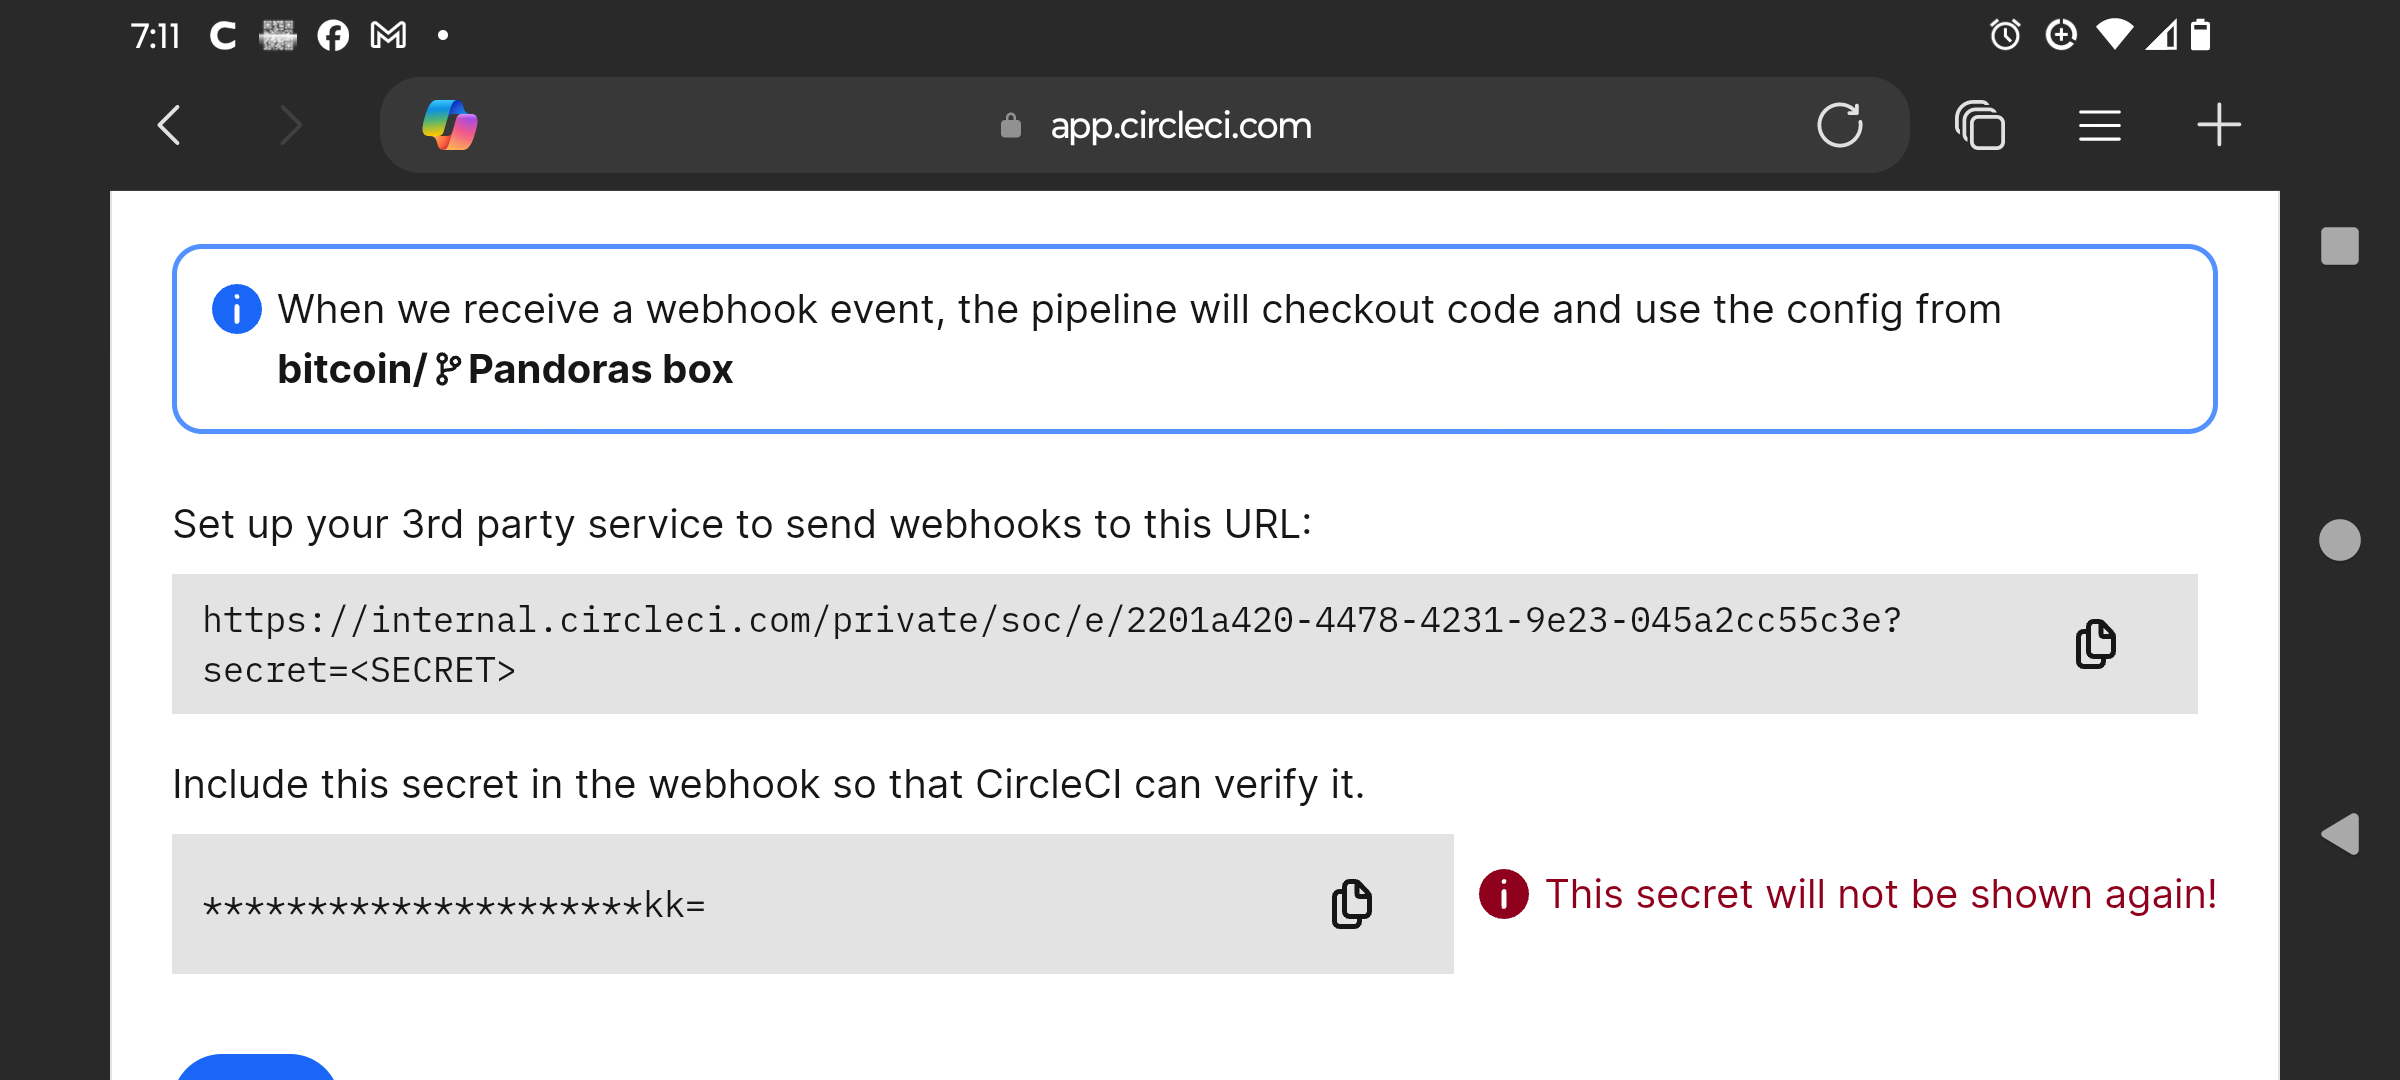 7:11
app.circleci.com
When we receive a webhook event, the pipeline will checkout code and use the config from
bitcoin/ Pandoras box
Set up your 3rd party service to send webhooks to this URL:
https://internal.circleci.com/private/soc/e/2201a420-4478-4231-9e23-045a2cc55c3e?
secret=<SECRET>
Include this secret in the webhook so that CircleCI can verify it.
*********************kk=
This secret will not be shown again!